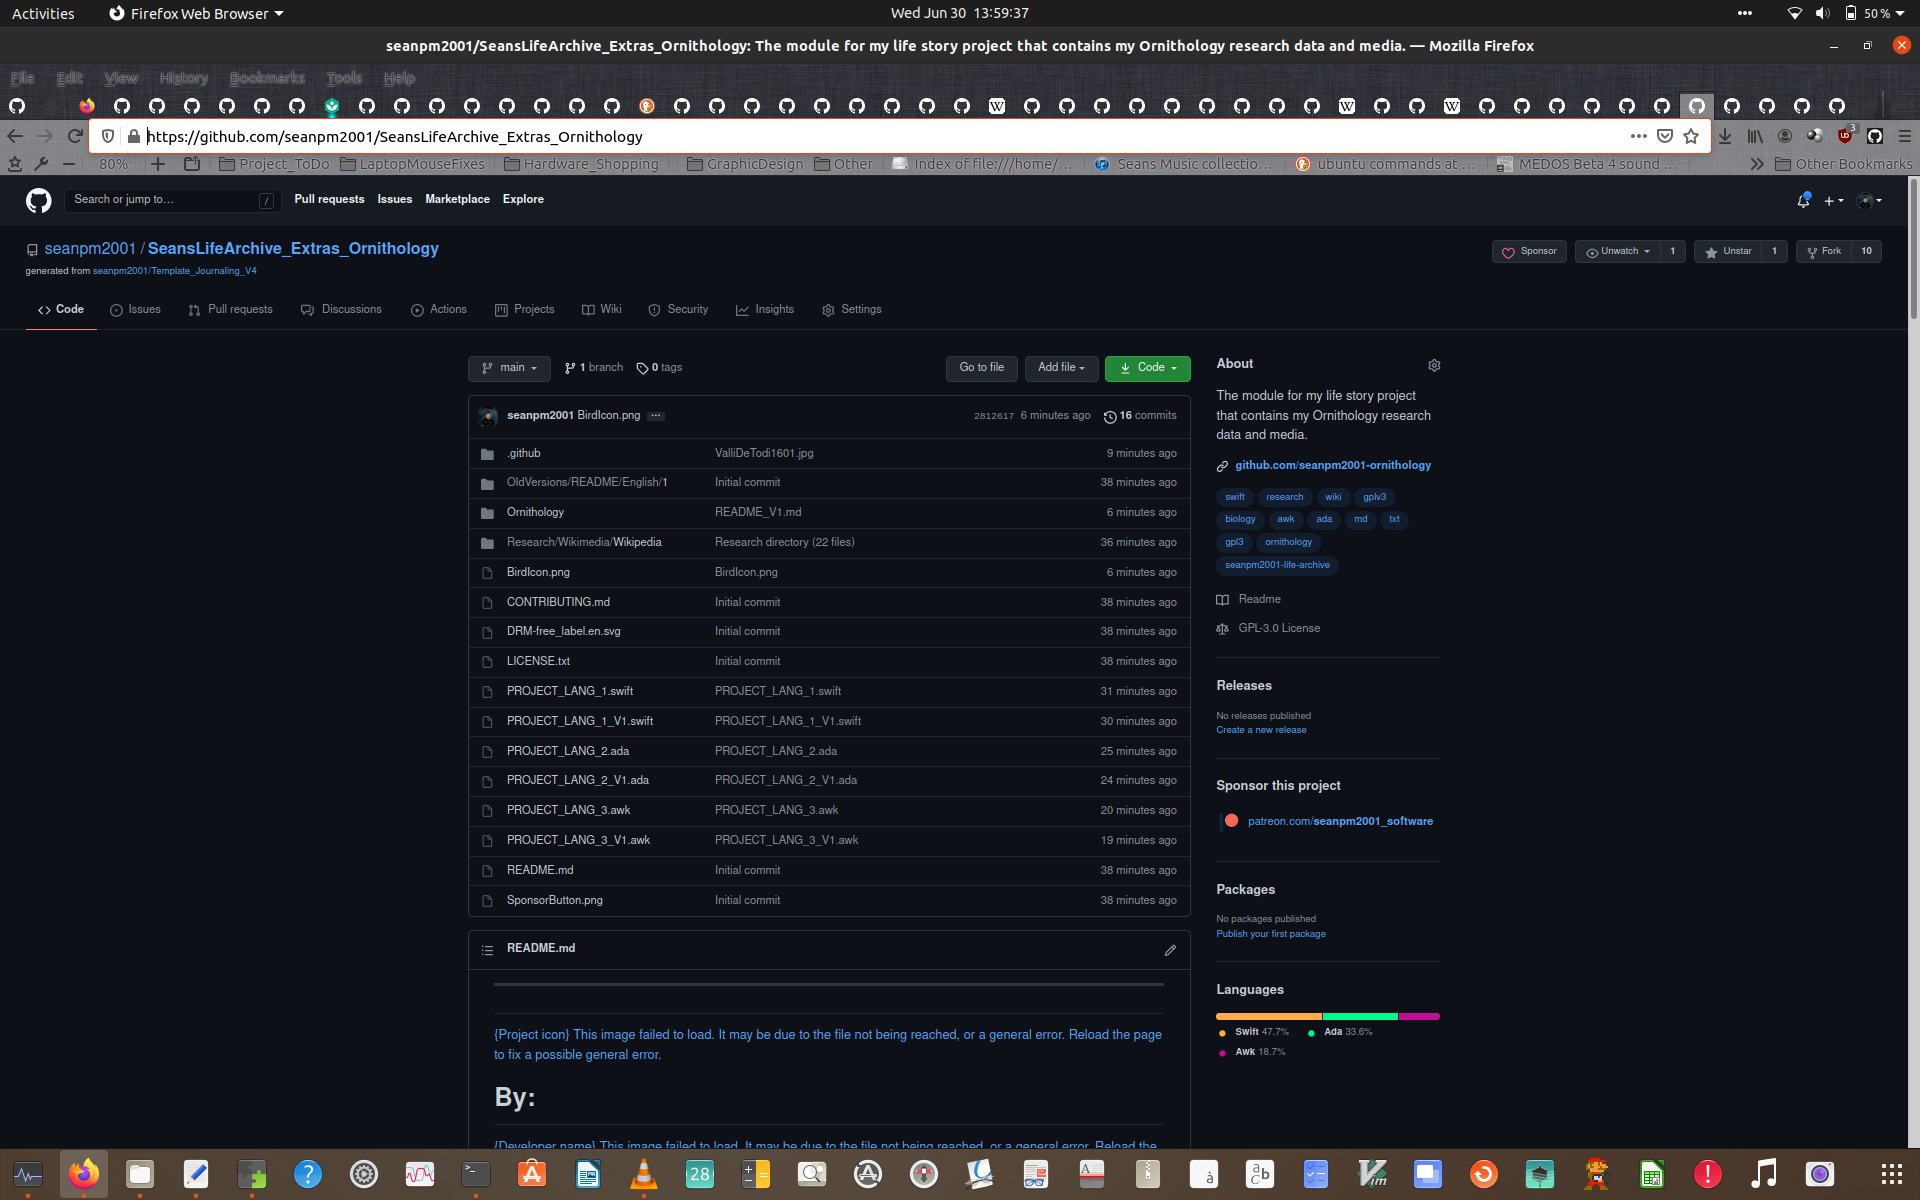 Activities
Firefox Web Browser
Wed Jun 30 13:59:37
50 %
seanpm2001/SeansLifeArchive_Extras_Ornithology: The module for my life story project that contains my Ornithology research data and media. — Mozilla Firefox
File Edit View History Bookmarks Tools Help
https://github.com/seanpm2001/SeansLifeArchive_Extras_Ornithology
3
80%
Project_ToDo
LaptopMouseFixes
Hardware_Shopping
GraphicDesign
Other
Index of file:///home/...
Seans Music collectio...
ubuntu commands at ...
MEDOS Beta 4 sound ...
Other Bookmarks
Search or jump to...
/
Pull requests Issues Marketplace Explore
seanpm2001 / SeansLifeArchive_Extras_Ornithology
generated from seanpm2001/Template_Journaling_V4
Sponsor
Unwatch 1
Unstar 1
Fork 10
Code
Issues
Pull requests
Discussions
Actions
Projects
Wiki
Security
Insights
Settings
main
1 branch
0 tags
Go to file
Add file
Code
seanpm2001 BirdIcon.png ...
2812617 6 minutes ago 16 commits
.github ValliDeTodi1601.jpg 9 minutes ago
OldVersions/README/English/1 Initial commit 38 minutes ago
Ornithology README_V1.md 6 minutes ago
Research/Wikimedia/Wikipedia Research directory (22 files) 36 minutes ago
BirdIcon.png BirdIcon.png 6 minutes ago
CONTRIBUTING.md Initial commit 38 minutes ago
DRM-free_label.en.svg Initial commit 38 minutes ago
LICENSE.txt Initial commit 38 minutes ago
PROJECT_LANG_1.swift PROJECT_LANG_1.swift 31 minutes ago
PROJECT_LANG_1_V1.swift PROJECT_LANG_1_V1.swift 30 minutes ago
PROJECT_LANG_2.ada PROJECT_LANG_2.ada 25 minutes ago
PROJECT_LANG_2_V1.ada PROJECT_LANG_2_V1.ada 24 minutes ago
PROJECT_LANG_3.awk PROJECT_LANG_3.awk 20 minutes ago
PROJECT_LANG_3_V1.awk PROJECT_LANG_3_V1.awk 19 minutes ago
README.md Initial commit 38 minutes ago
SponsorButton.png Initial commit 38 minutes ago
README.md
{Project icon} This image failed to load. It may be due to the file not being reached, or a general error. Reload the page
to fix a possible general error.
By:
{Developer name} This image failed to load. It may be due to the file not being reached, or a general error. Reload the
About
The module for my life story project
that contains my Ornithology research
data and media.
github.com/seanpm2001-ornithology
swift research wiki gplv3
biology awk ada md txt
gpl3 ornithology
seanpm2001-life-archive
Readme
GPL-3.0 License
Releases
No releases published
Create a new release
Sponsor this project
patreon.com/seanpm2001_software
Packages
No packages published
Publish your first package
Languages
Swift 47.7% Ada 33.6%
Awk 18.7%
28